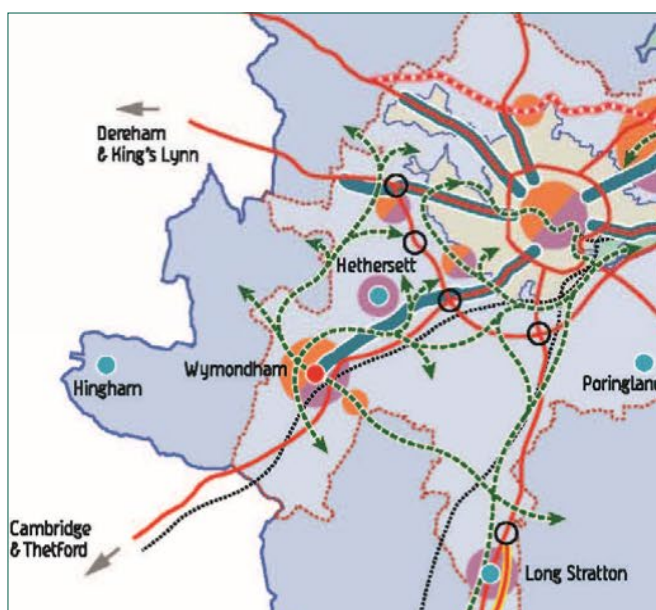 Dereham
& King's Lynn
Hethersett
Wymondham
Hingham
Poringland
Cambridge
& Thetford
Long Stratton